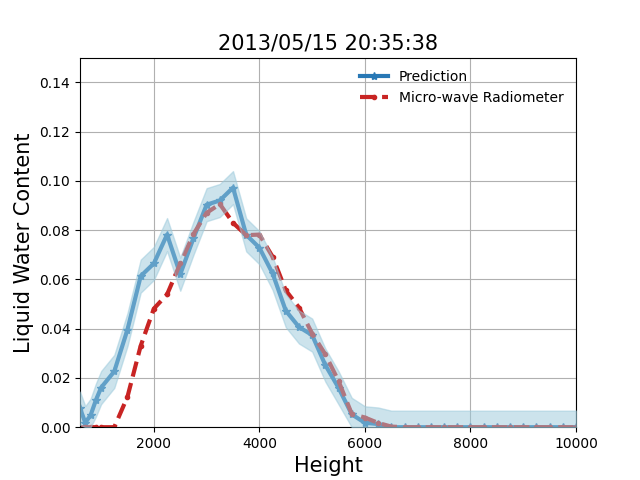 2013/05/15 20:35:38
Prediction
Micro-wave Radiometer
Liquid Water Content
0.14
0.12
0.10
0.08
0.06
0.04
0.02
0.00
2000 4000 6000 8000 10000
Height